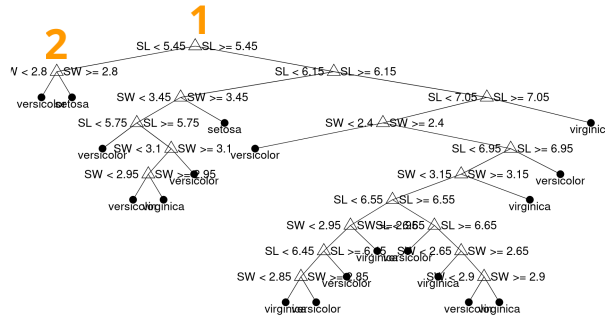 1
SL < 5.45 SL >= 5.45
2
W < 2.8 SW >= 2.8 SL < 6.15 SL >= 6.15
versicolor setosa SW < 3.45 SW >= 3.45 SL < 7.05 SL >= 7.05
SL < 5.75 SL >= 5.75 setosa SW < 2.4 SW >= 2.4 virginic
versicolor SW < 3.1 SW >= 3.1 versicolor SL < 6.95 SL >= 6.95
SW < 2.95 SW >= 2.95 versicolor SW < 3.15 SW >= 3.15 versicolor
versicolor virginica SL < 6.55 SL >= 6.55 virginica
SW < 2.95 SW >= 2.95 SL < 6.65 SL >= 6.65
SL < 6.45 SL >= 6.45 virginica versicolor SW < 2.65 SW >= 2.65
SW < 2.85 SW >= 2.85 versicolor virginica SW < 2.9 SW >= 2.9
virginica versicolor versicolor virginica